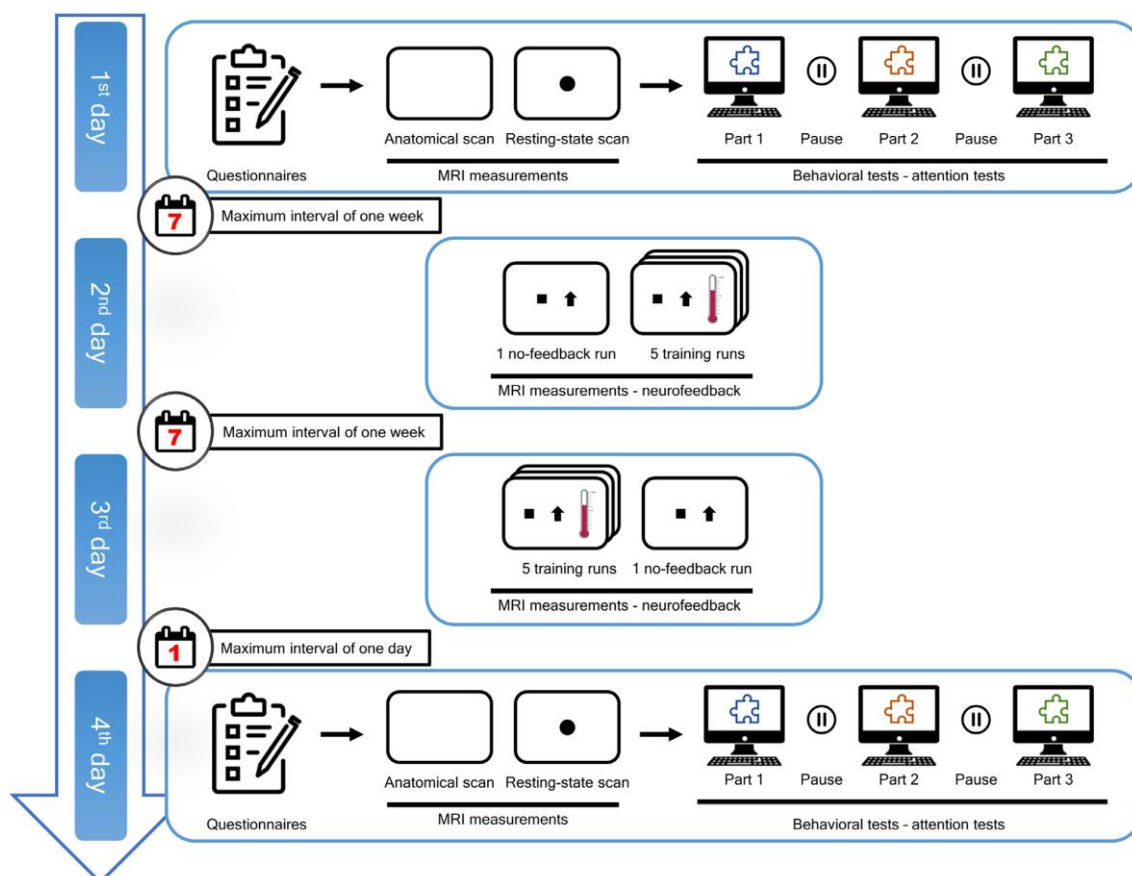 1st day
Part 1 Pause Part 2 Pause Part 3
Anatomical scan Resting-state scan
Questionnaires
MRI measurements
Behavioral tests - attention tests
7
Maximum interval of one week
2nd day
1 no-feedback run 5 training runs
MRI measurements - neurofeedback
7
Maximum interval of one week
3rd day
5 training runs 1 no-feedback run
MRI measurements - neurofeedback
1
Maximum interval of one day
4th day
Part 1 Pause Part 2 Pause Part 3
Anatomical scan Resting-state scan
Questionnaires
MRI measurements
Behavioral tests - attention tests